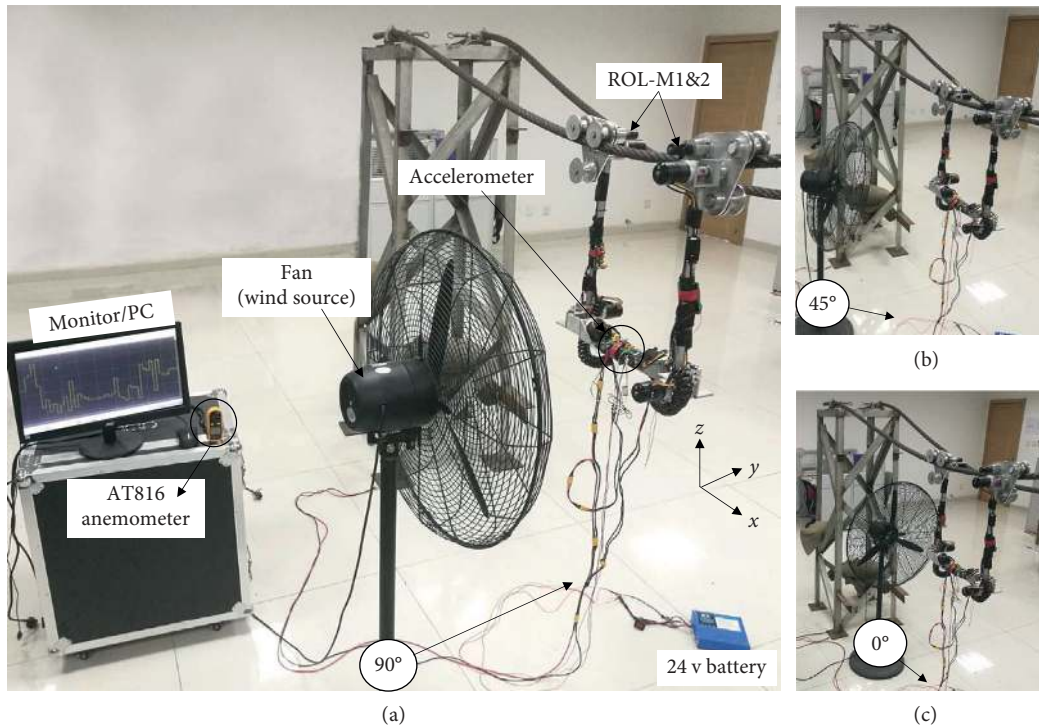 ROL-M1&2
Accelerometer
Fan
(wind source)
Monitor/PC
AT816
anemometer
z
y
x
90°
24 v battery
(a)
45°
(b)
0°
(c)